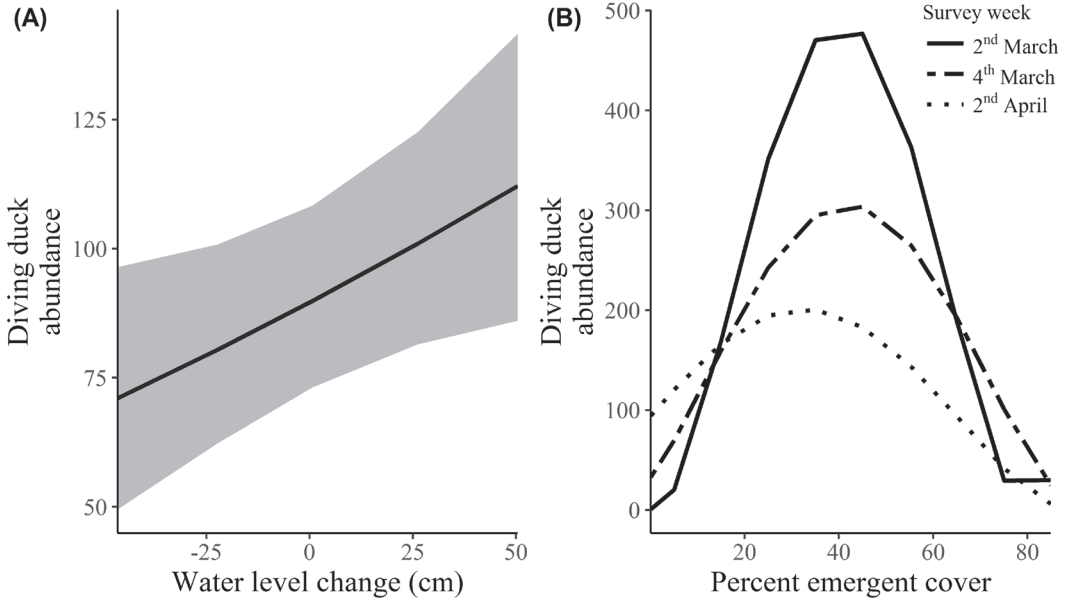 (A)
125
100
75
50
Diving duck
abundance
-25
0
25
50
Water level change (cm)
(B)
500
400
300
200
100
0
Diving duck
abundance
20
40
60
80
Percent emergent cover
Survey week
2nd March
4th March
2nd April